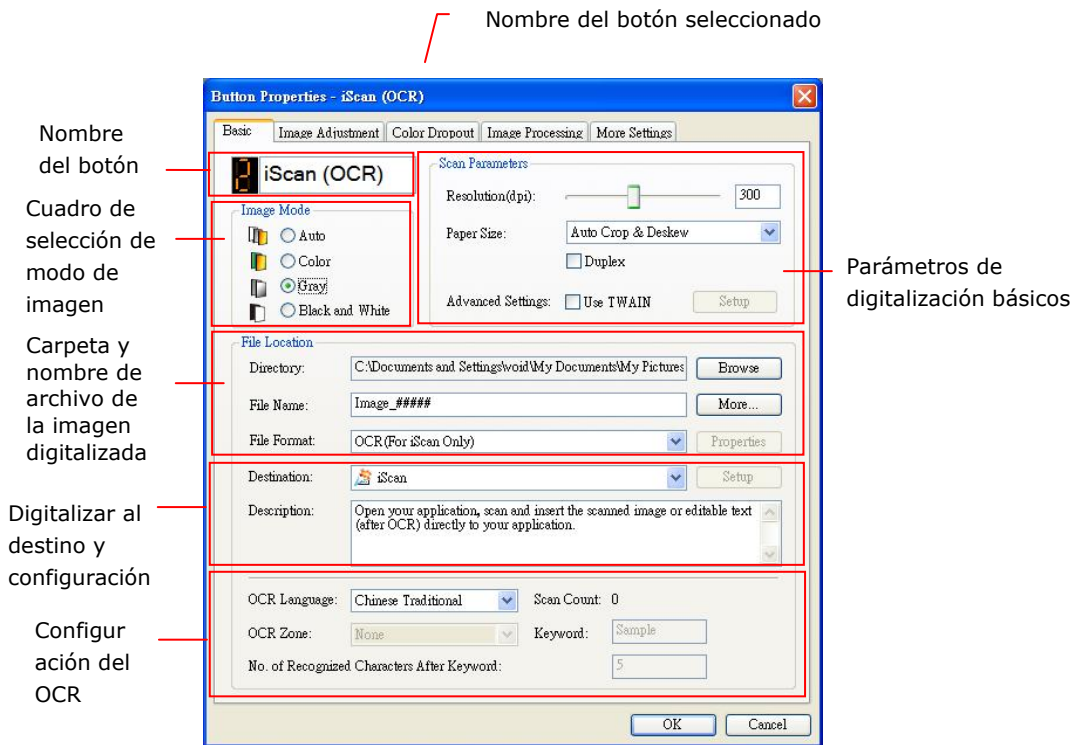 Nombre del botón seleccionado
Button Properties - iScan (OCR)
Basic Image Adjustment Color Dropout Image Processing More Settings
Nombre
del botón
2 iScan (OCR)
Cuadro de
selección de
modo de
imagen
Image Mode
Auto
Color
Gray
Black and White
Scan Parameters
Resolution(dpi): 300
Paper Size: Auto Crop & Deskew
Duplex
Advanced Settings: Use TWAIN Setup
Parámetros de
digitalización básicos
Carpeta y
nombre de
archivo de
la imagen
digitalizada
File Location
Directory: C:\Documents and Settings\void\My Documents\My Pictures Browse
File Name: Image_##### More...
File Format: OCR(For iScan Only) Properties
Digitalizar al
destino y
configuración
Destination: iScan Setup
Description: Open your application, scan and insert the scanned image or editable text
(after OCR) directly to your application.
Configur
ación del
OCR
OCR Language: Chinese Traditional Scan Count: 0
OCR Zone: None Keyword: Sample
No. of Recognized Characters After Keyword: 5
OK Cancel